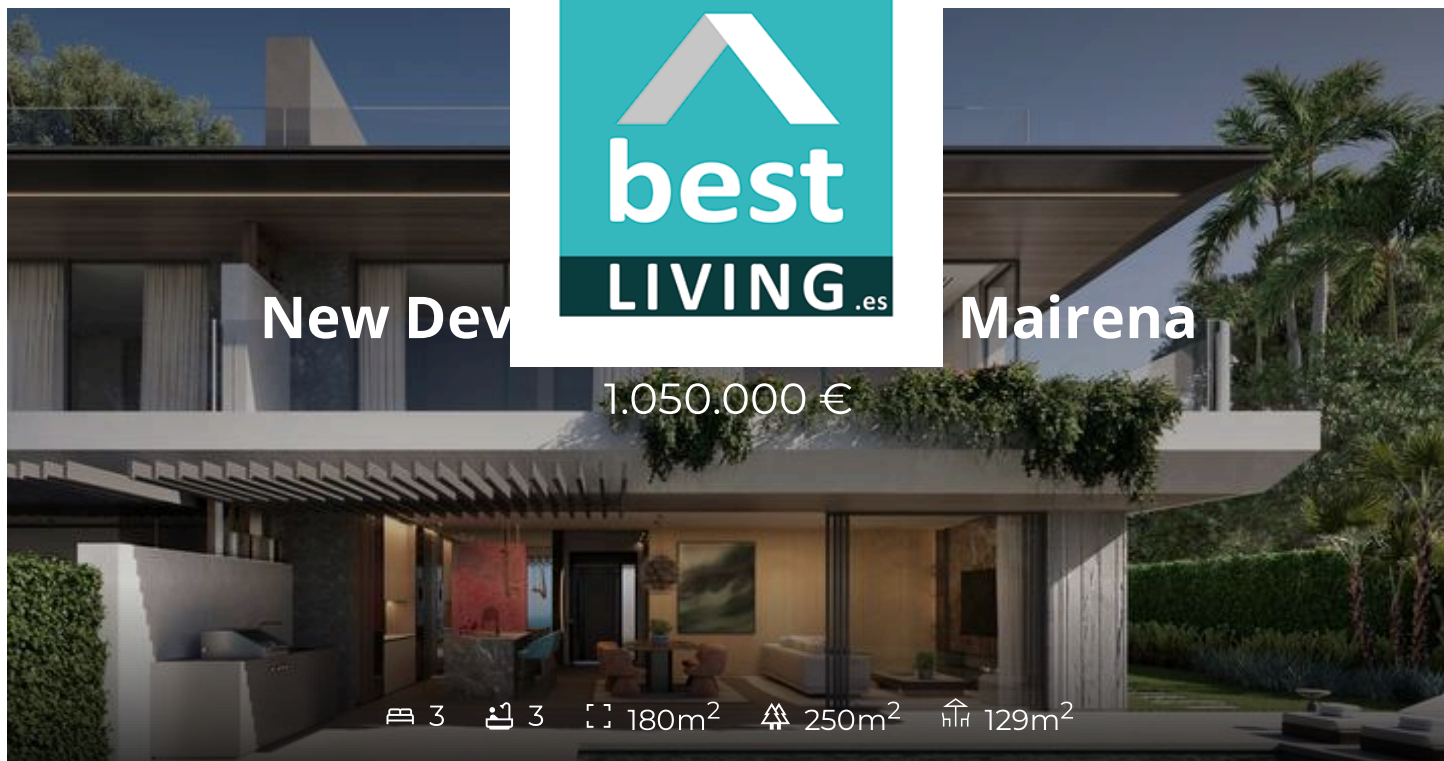 best
LIVING.es
New Dev Mairena
1.050.000 €
3 3 180m² 250m² 129m²